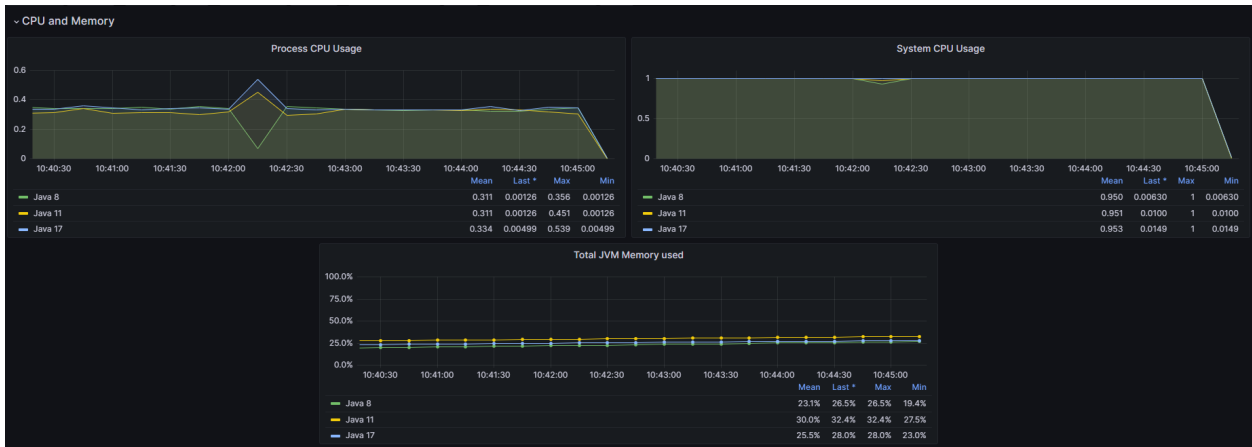 CPU and Memory
Process CPU Usage
0.6
0.4
0.2
0
10:40:30 10:41:00 10:41:30 10:42:00 10:42:30 10:43:00 10:43:30 10:44:00 10:44:30 10:45:00
Mean Last * Max Min
Java 8 0.311 0.00126 0.356 0.00126
Java 11 0.311 0.00126 0.451 0.00126
Java 17 0.334 0.00499 0.539 0.00499
System CPU Usage
1
0.5
0
10:40:30 10:41:00 10:41:30 10:42:00 10:42:30 10:43:00 10:43:30 10:44:00 10:44:30 10:45:00
Mean Last * Max Min
Java 8 0.950 0.00630 1 0.00630
Java 11 0.951 0.0100 1 0.0100
Java 17 0.953 0.0149 1 0.0149
Total JVM Memory used
100.0%
75.0%
50.0%
25.0%
0.0%
10:40:30 10:41:00 10:41:30 10:42:00 10:42:30 10:43:00 10:43:30 10:44:00 10:44:30 10:45:00
Mean Last * Max Min
Java 8 23.1% 26.5% 26.5% 19.4%
Java 11 30.0% 32.4% 32.4% 27.5%
Java 17 25.5% 28.0% 28.0% 23.0%